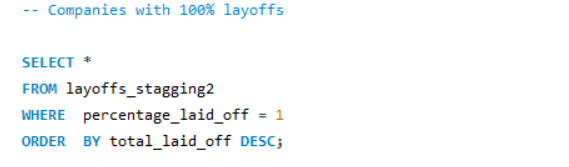 -- Companies with 100% layoffs
SELECT *
FROM layoffs_stagging2
WHERE  percentage_laid_off = 1
ORDER  BY total_laid_off DESC;